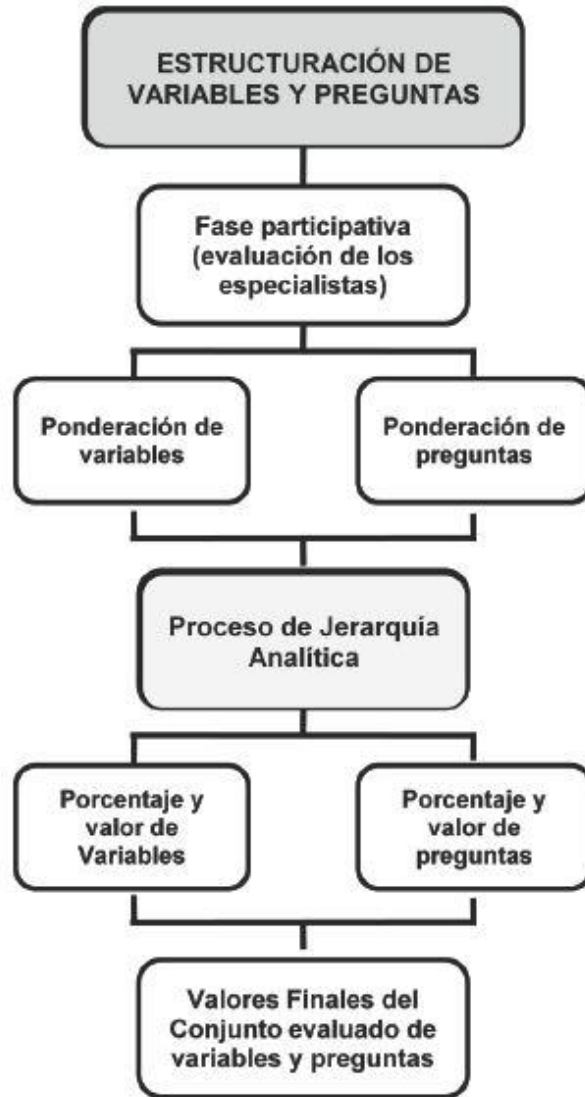 ESTRUCTURACIÓN DE
VARIABLES Y PREGUNTAS
Fase participativa
(evaluación de los
especialistas)
Ponderación de
variables
Ponderación de
preguntas
Proceso de Jerarquía
Analítica
Porcentaje y
valor de
Variables
Porcentaje y
valor de
preguntas
Valores Finales del
Conjunto evaluado de
variables y preguntas